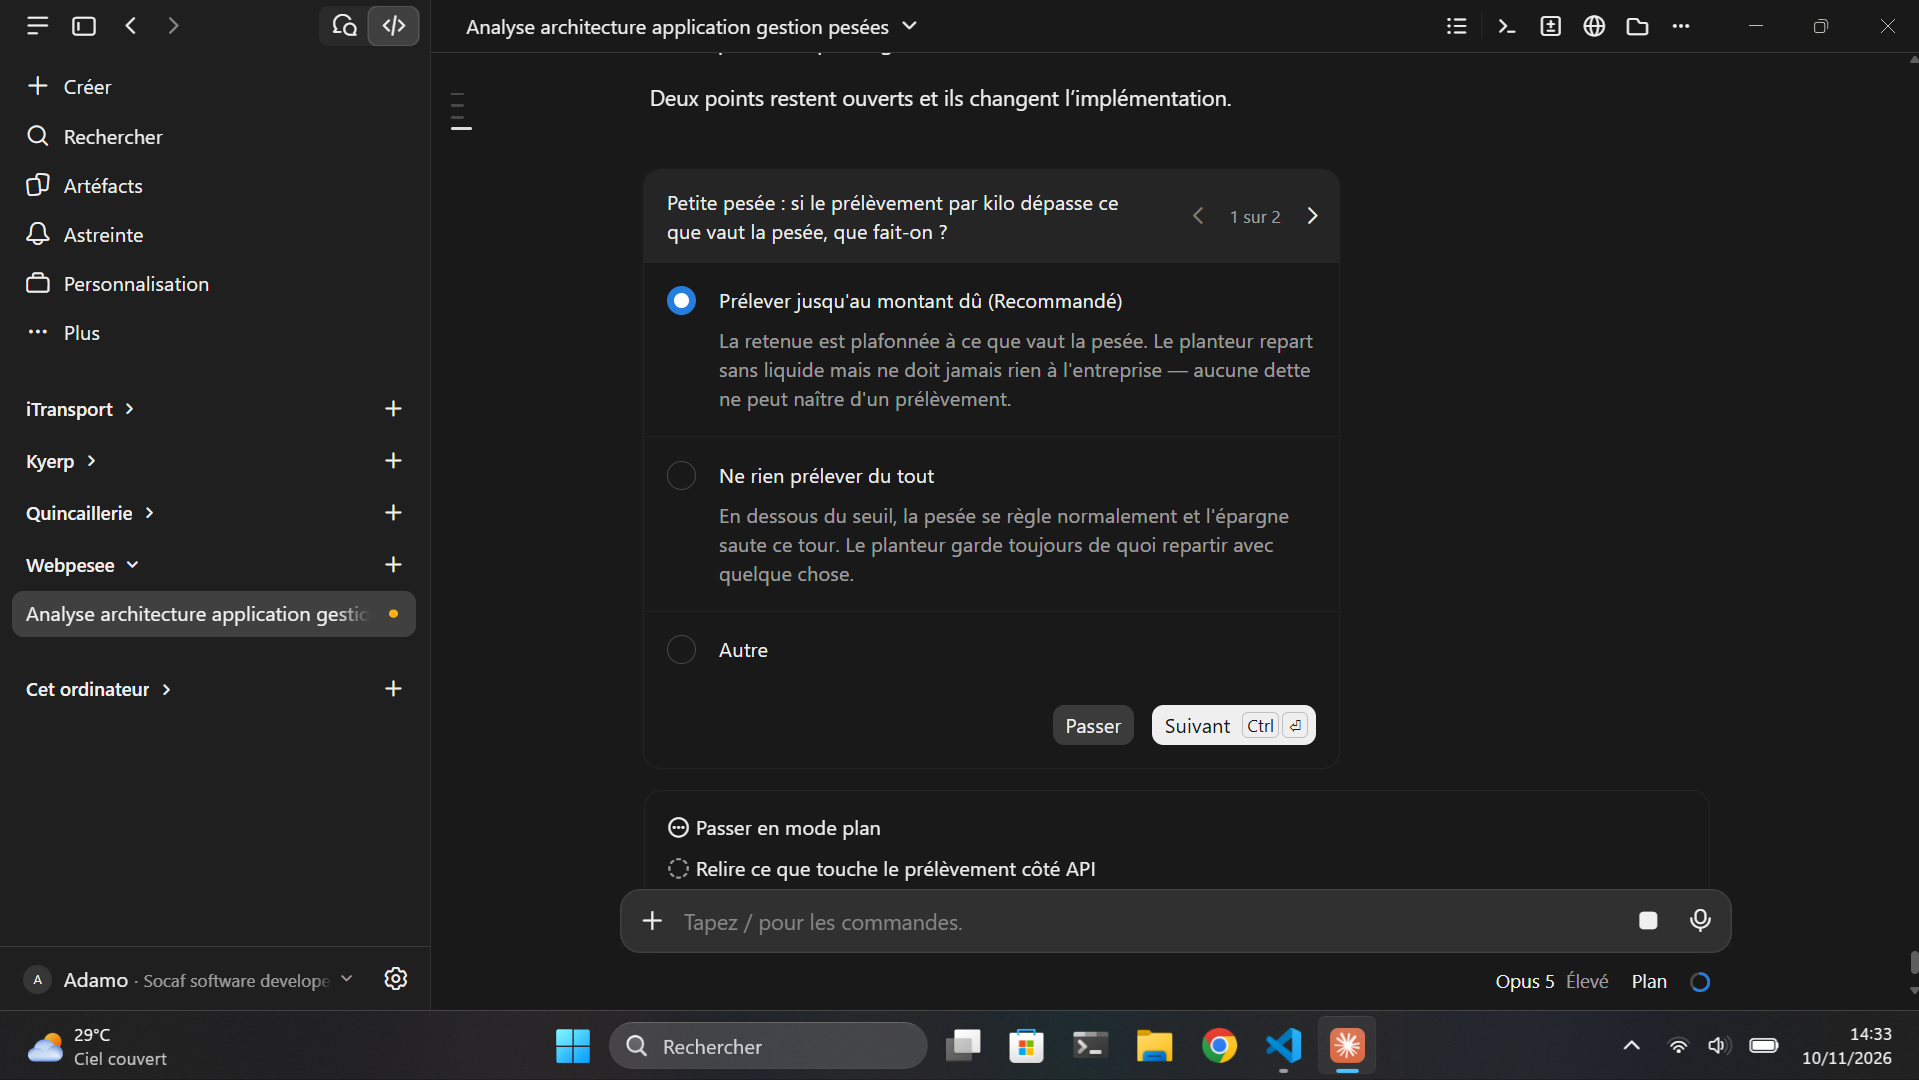 Analyse architecture application gestion pesées
Créer
Rechercher
Artéfacts
Astreinte
Personnalisation
Plus
iTransport
Kyerp
Quincaillerie
Webpesee
Analyse architecture application gestio
Cet ordinateur
A
Adamo · Socaf software develope
Deux points restent ouverts et ils changent l’implémentation.
Petite pesée : si le prélèvement par kilo dépasse ce
que vaut la pesée, que fait-on ?
1 sur 2
Prélever jusqu'au montant dû (Recommandé)
La retenue est plafonnée à ce que vaut la pesée. Le planteur repart
sans liquide mais ne doit jamais rien à l'entreprise — aucune dette
ne peut naître d'un prélèvement.
Ne rien prélever du tout
En dessous du seuil, la pesée se règle normalement et l'épargne
saute ce tour. Le planteur garde toujours de quoi repartir avec
quelque chose.
Autre
Passer
Suivant Ctrl ⏎
Passer en mode plan
Relire ce que touche le prélèvement côté API
Tapez / pour les commandes.
Opus 5 Élevé Plan
29°C
Ciel couvert
Rechercher
14:33
10/11/2026